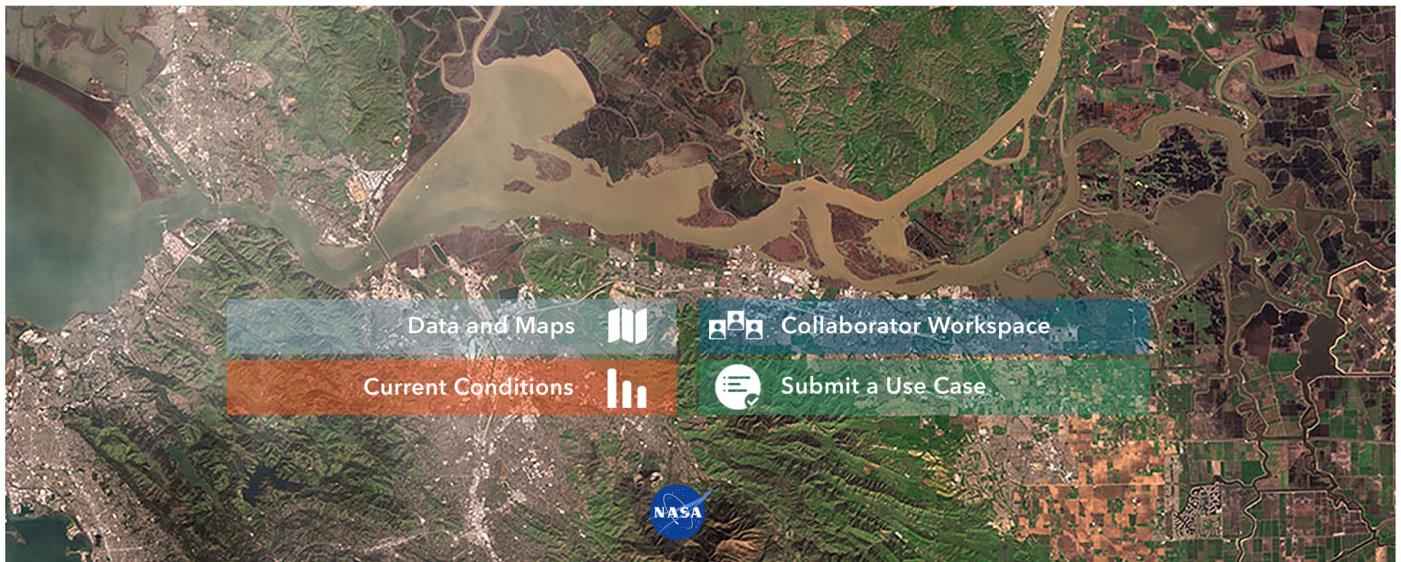 Data and Maps
Collaborator Workspace
Current Conditions
Submit a Use Case
NASA